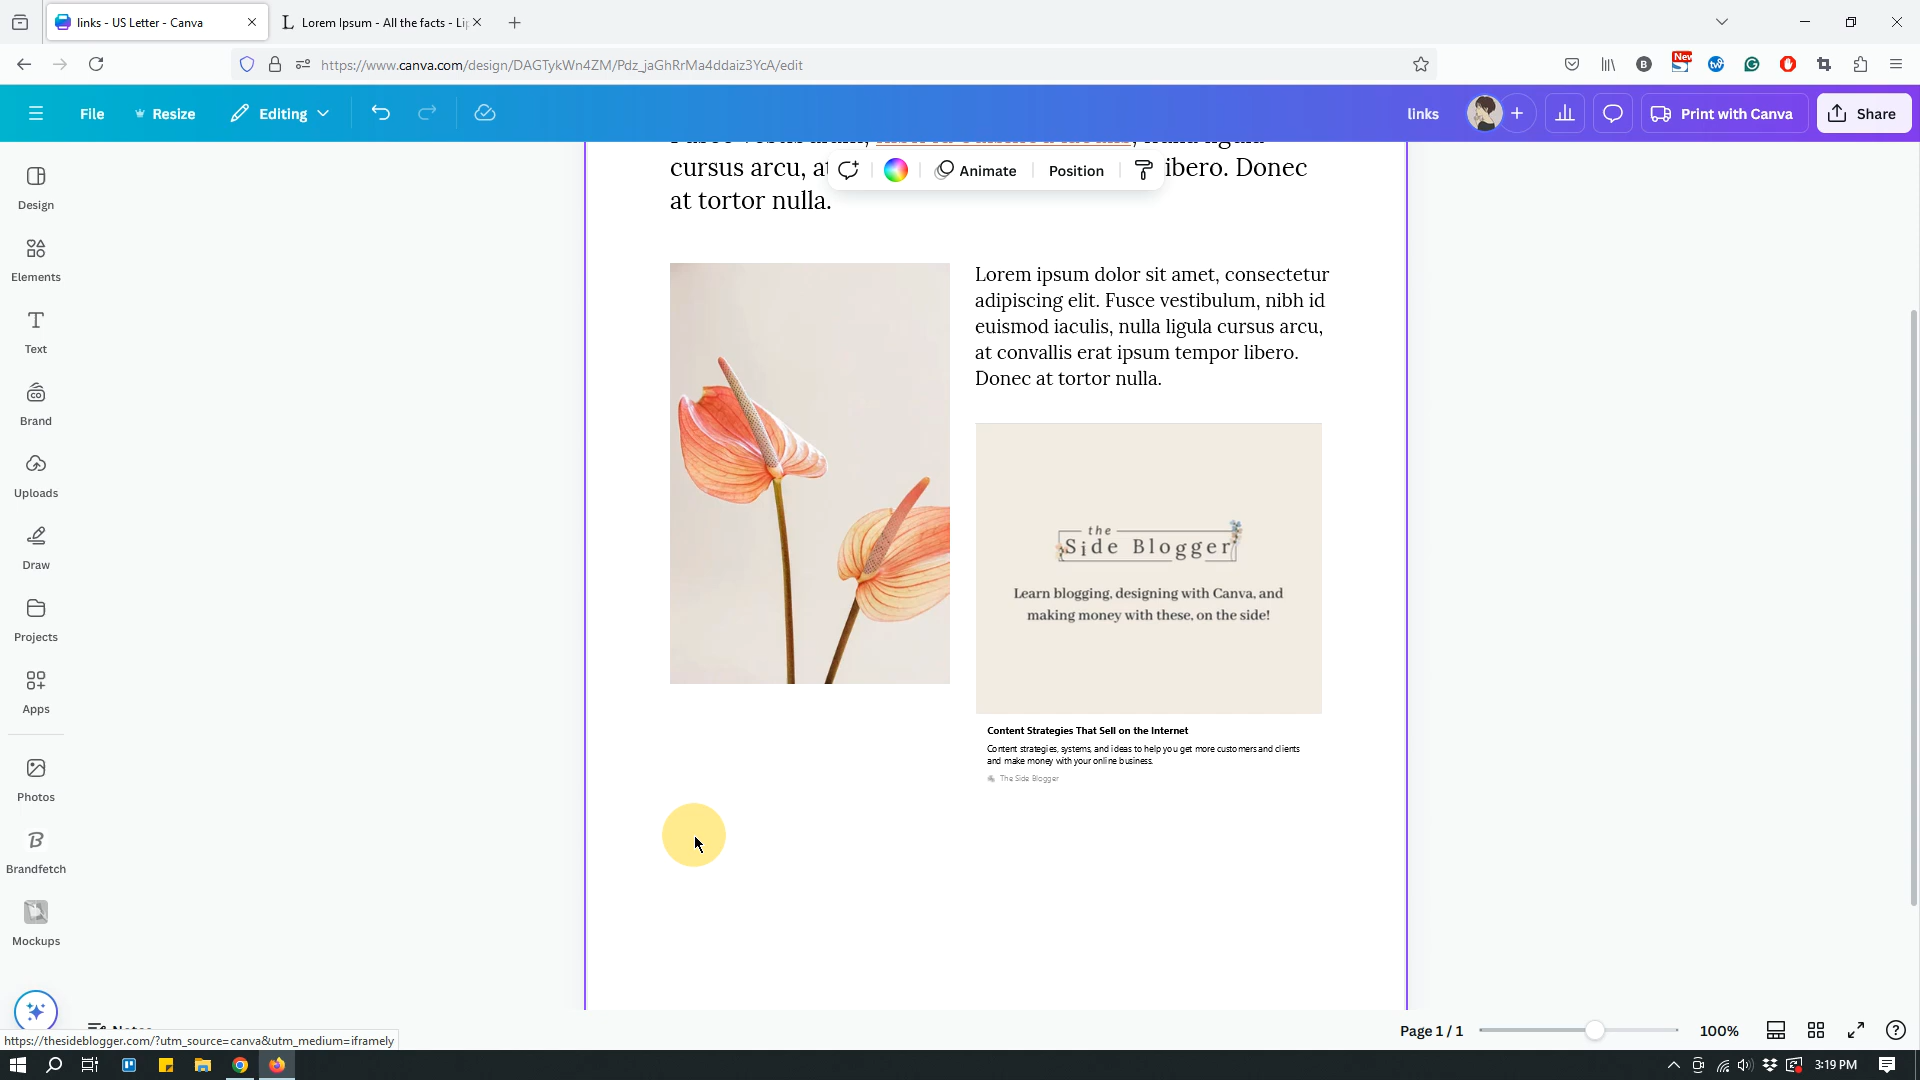 links - US Letter - Canva
Lorem Ipsum - All the facts - Li
https://www.canva.com/design/DAGTykWn4ZM/Pdz_jaGhRrMa4ddaiz3YcA/edit
New
File
Resize
Editing
links
Print with Canva
Share
cursus arcu, at
ibero. Donec
at tortor nulla.
Animate
Position
Design
Elements
Text
Brand
Uploads
Draw
Projects
Apps
Photos
Brandfetch
Mockups
Lorem ipsum dolor sit amet, consectetur
adipiscing elit. Fusce vestibulum, nibh id
euismod iaculis, nulla ligula cursus arcu,
at convallis erat ipsum tempor libero.
Donec at tortor nulla.
the
Side Blogger
Learn blogging, designing with Canva, and
making money with these, on the side!
Content Strategies That Sell on the Internet
Content strategies, systems, and ideas to help you get more customers and clients
and make money with your online business.
The Side Blogger
Notes
https://thesideblogger.com/?utm_source=canva&utm_medium=iframely
Page 1 / 1
100%
3:19 PM